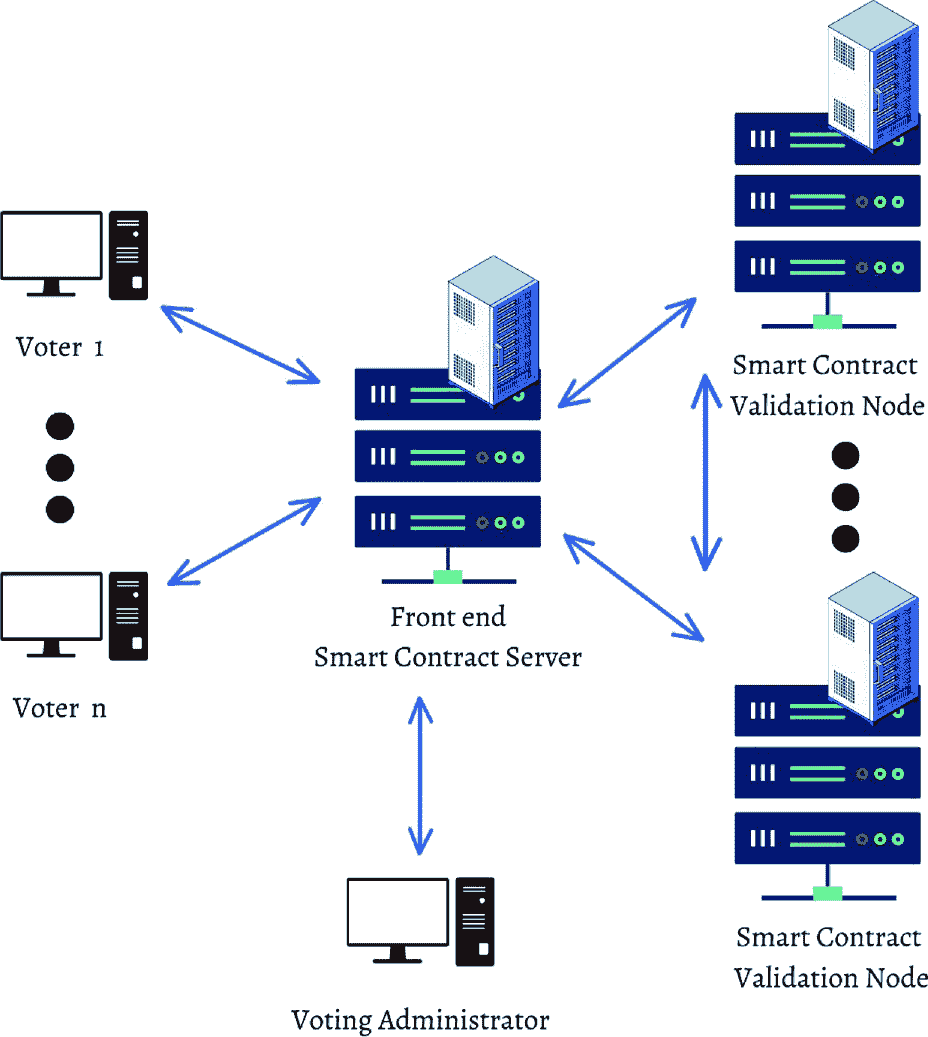 Voter 1
Voter n
Front end
Smart Contract Server
Voting Administrator
Smart Contract
Validation Node
Smart Contract
Validation Node